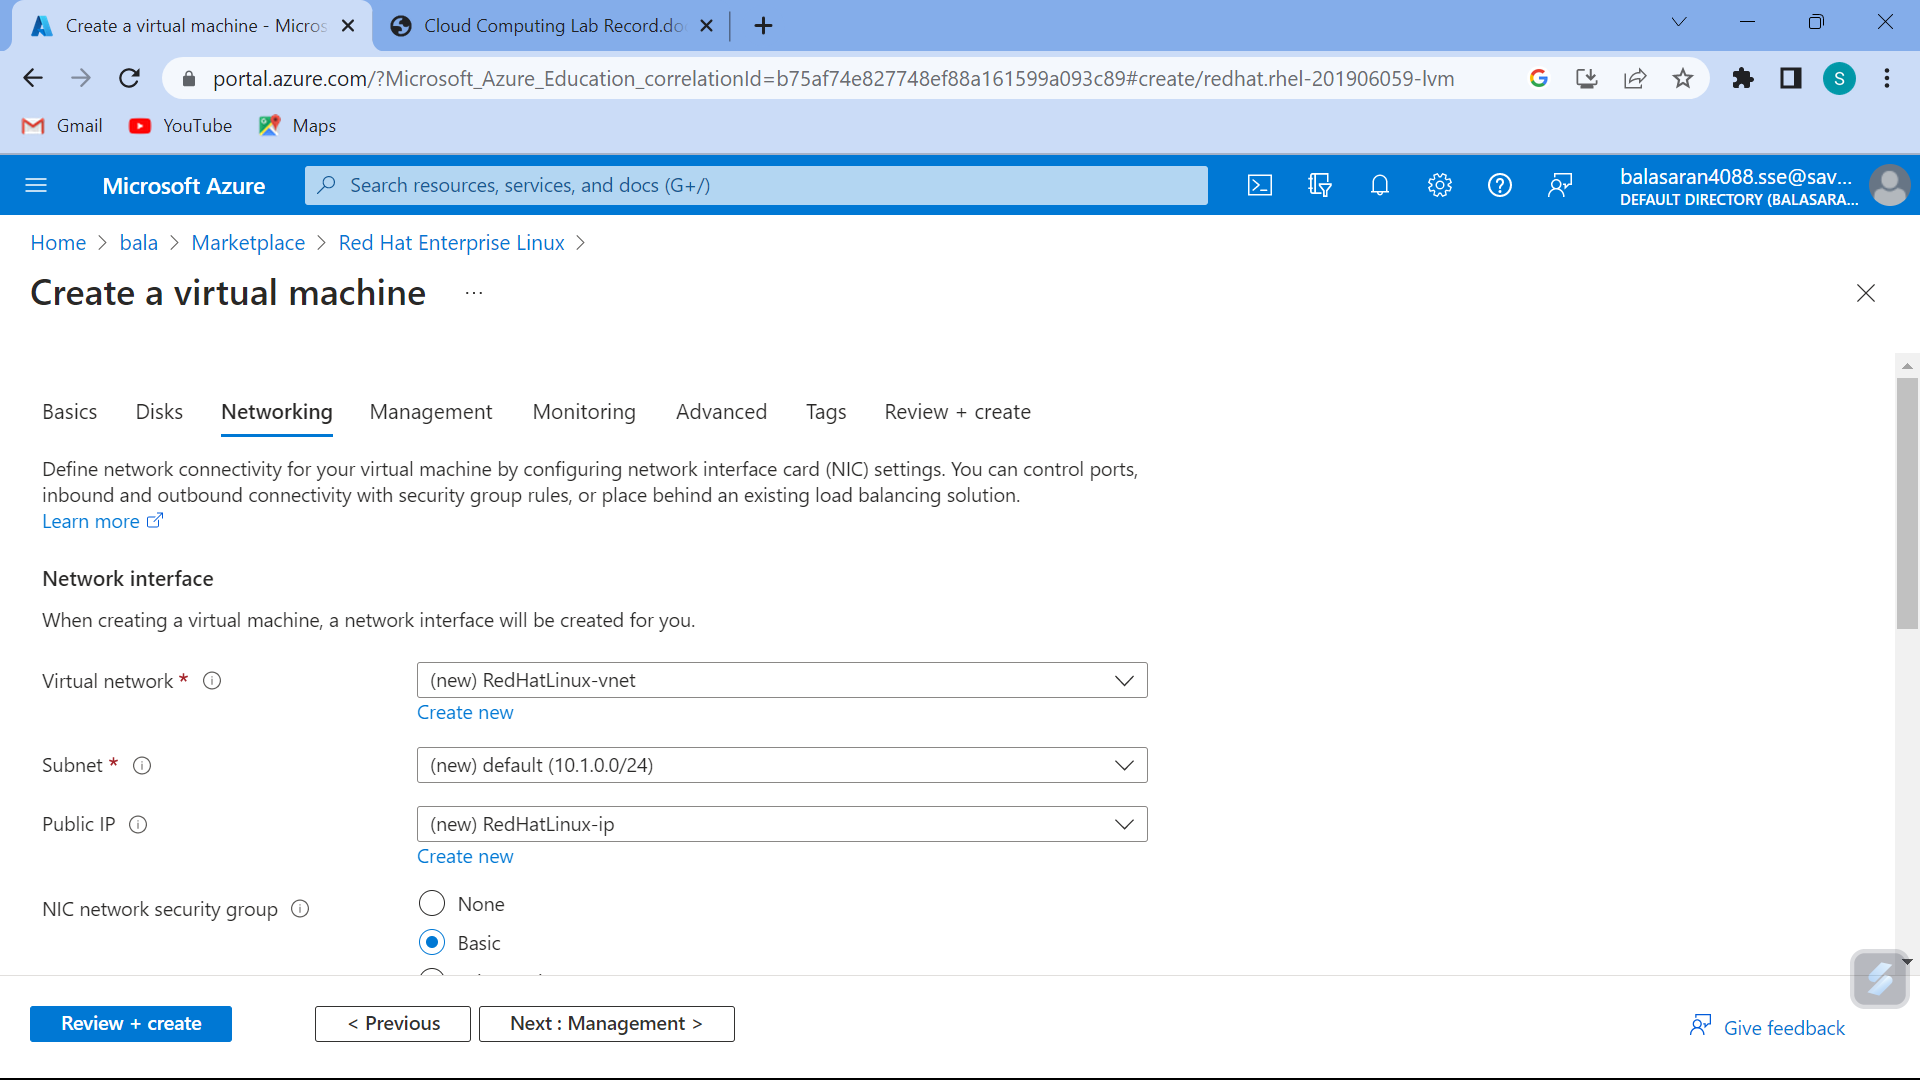 Create a virtual machine - Micros
Cloud Computing Lab Record.do
portal.azure.com/?Microsoft_Azure_Education_correlationId=b75af74e827748ef88a161599a093c89#create/redhat.rhel-201906059-lvm
S
Gmail
YouTube
Maps
Microsoft Azure
Search resources, services, and docs (G+/)
balasaran4088.sse@sav...
DEFAULT DIRECTORY (BALASARA...
Home > bala > Marketplace > Red Hat Enterprise Linux >
Create a virtual machine ...
Basics Disks Networking Management Monitoring Advanced Tags Review + create
Define network connectivity for your virtual machine by configuring network interface card (NIC) settings. You can control ports,
inbound and outbound connectivity with security group rules, or place behind an existing load balancing solution.
Learn more
Network interface
When creating a virtual machine, a network interface will be created for you.
Virtual network *
(new) RedHatLinux-vnet
Create new
Subnet *
(new) default (10.1.0.0/24)
Public IP
(new) RedHatLinux-ip
Create new
NIC network security group
None
Basic
Review + create
< Previous
Next : Management >
Give feedback